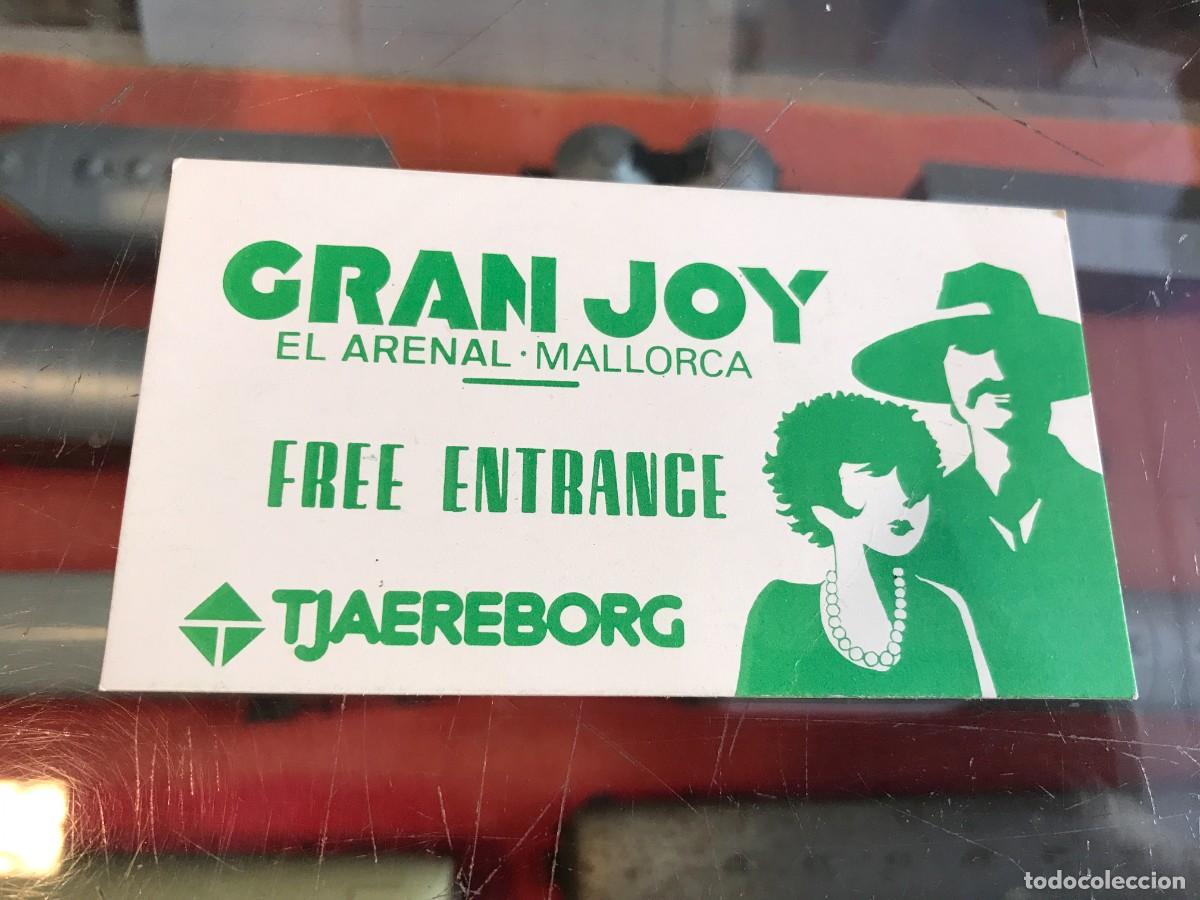 GRAN JOY
EL ARENAL · MALLORCA
FREE ENTRANCE
TJAEREBORG
todocoleccion